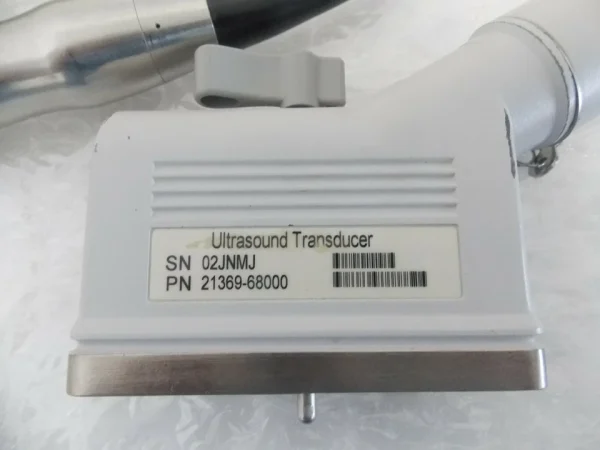 Ultrasound Transducer
SN 02JNMJ
PN 21369-68000